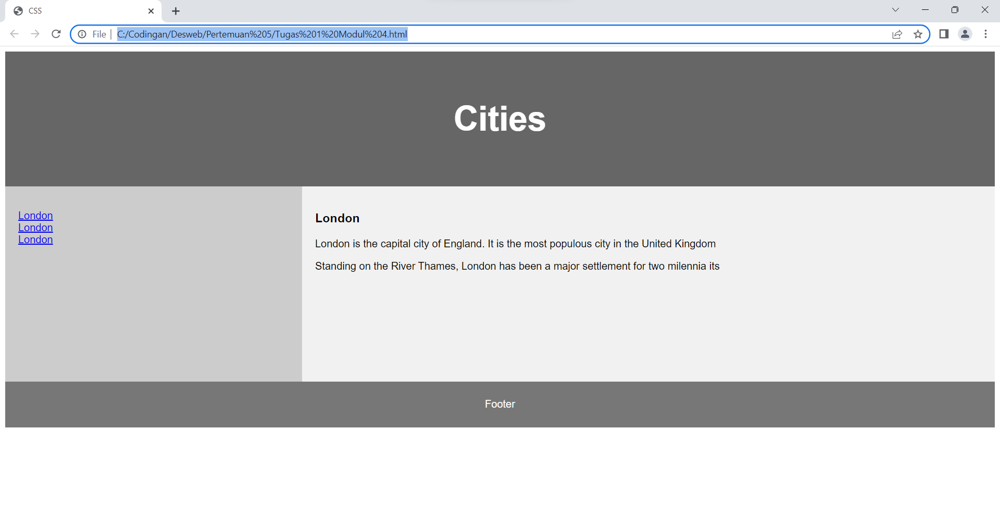 CSS
File
C:/Codingan/Desweb/Pertemuan%205/Tugas%201%20Modul%204.html
Cities
London
London
London
London
London is the capital city of England. It is the most populous city in the United Kingdom
Standing on the River Thames, London has been a major settlement for two milennia its
Footer